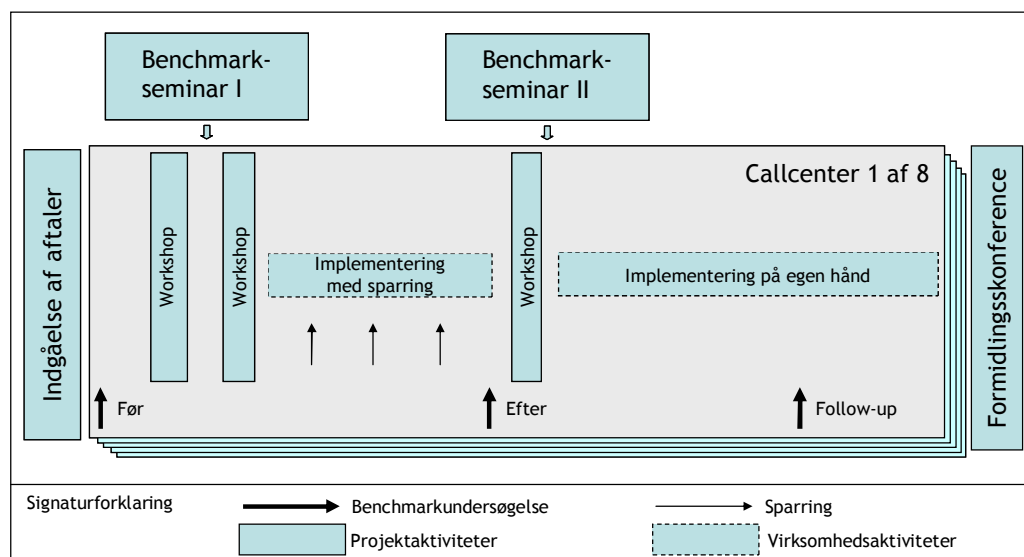 Benchmark-
seminar I
Benchmark-
seminar II
Indgåelse af aftaler
Callcenter 1 af 8
Workshop
Workshop
Implementering
med sparring
Workshop
Implementering på egen hånd
Formidlingsskonference
Før
Efter
Follow-up
Signaturforklaring
Benchmarkundersøgelse
Sparring
Projektaktiviteter
Virksomhedsaktiviteter